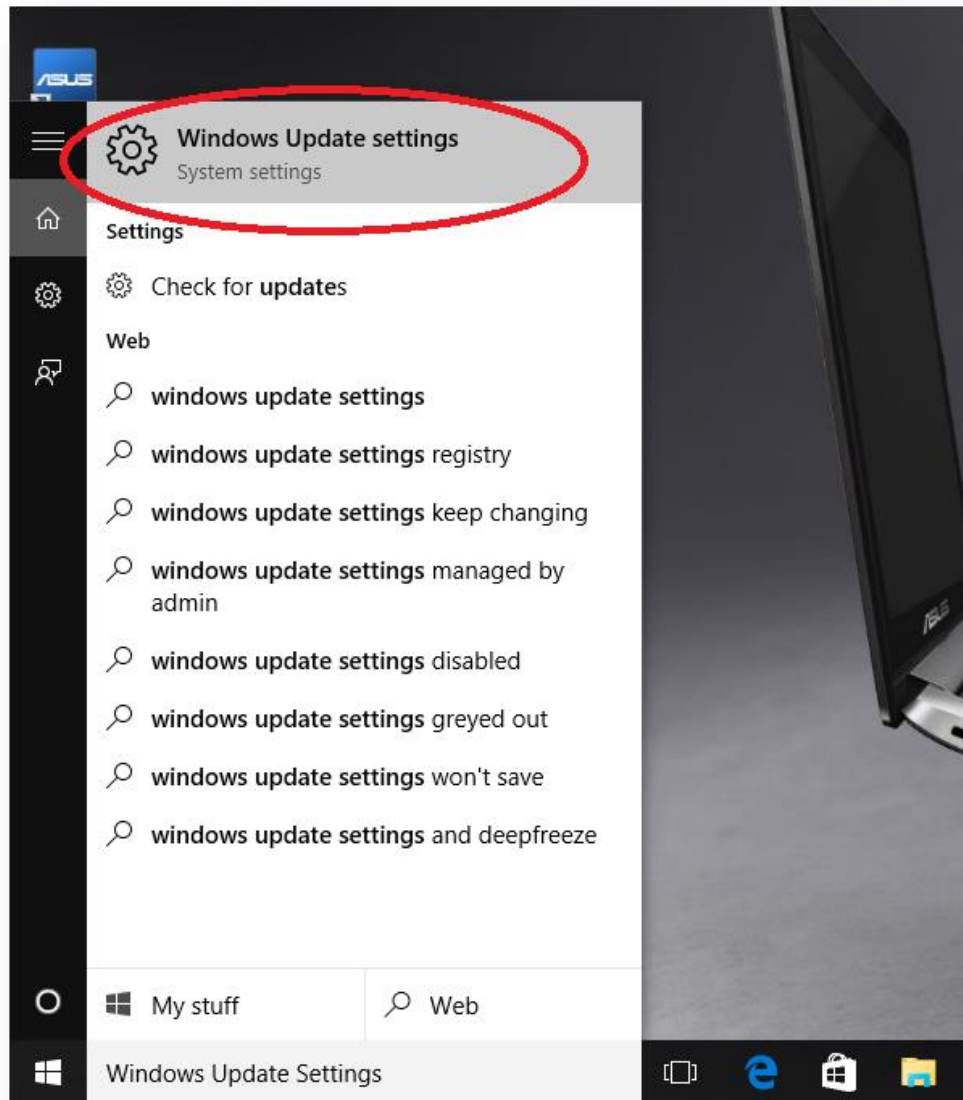 ASUS
Windows Update settings
System settings
Settings
Check for updates
Web
windows update settings
windows update settings registry
windows update settings keep changing
windows update settings managed by
admin
windows update settings disabled
windows update settings greyed out
windows update settings won't save
windows update settings and deepfreeze
ASUS
My stuff
Web
Windows Update Settings